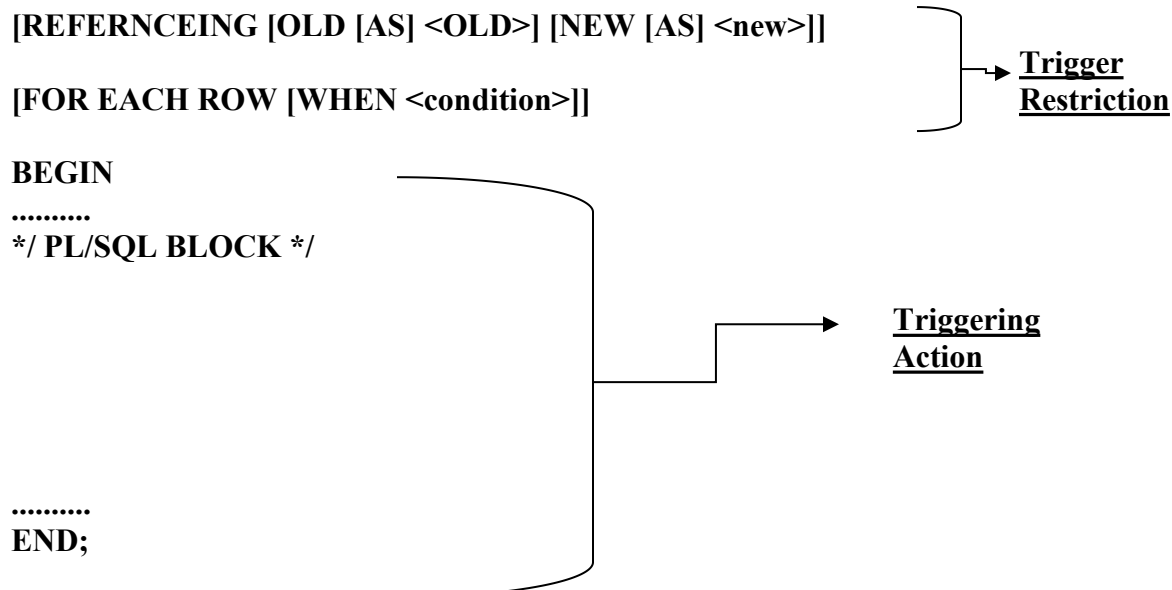 [REFERNCEING [OLD [AS] <OLD>] [NEW [AS] <new>]]
Trigger
Restriction
[FOR EACH ROW [WHEN <condition>]]
BEGIN
..........
*/ PL/SQL BLOCK */
Triggering
Action
..........
END;